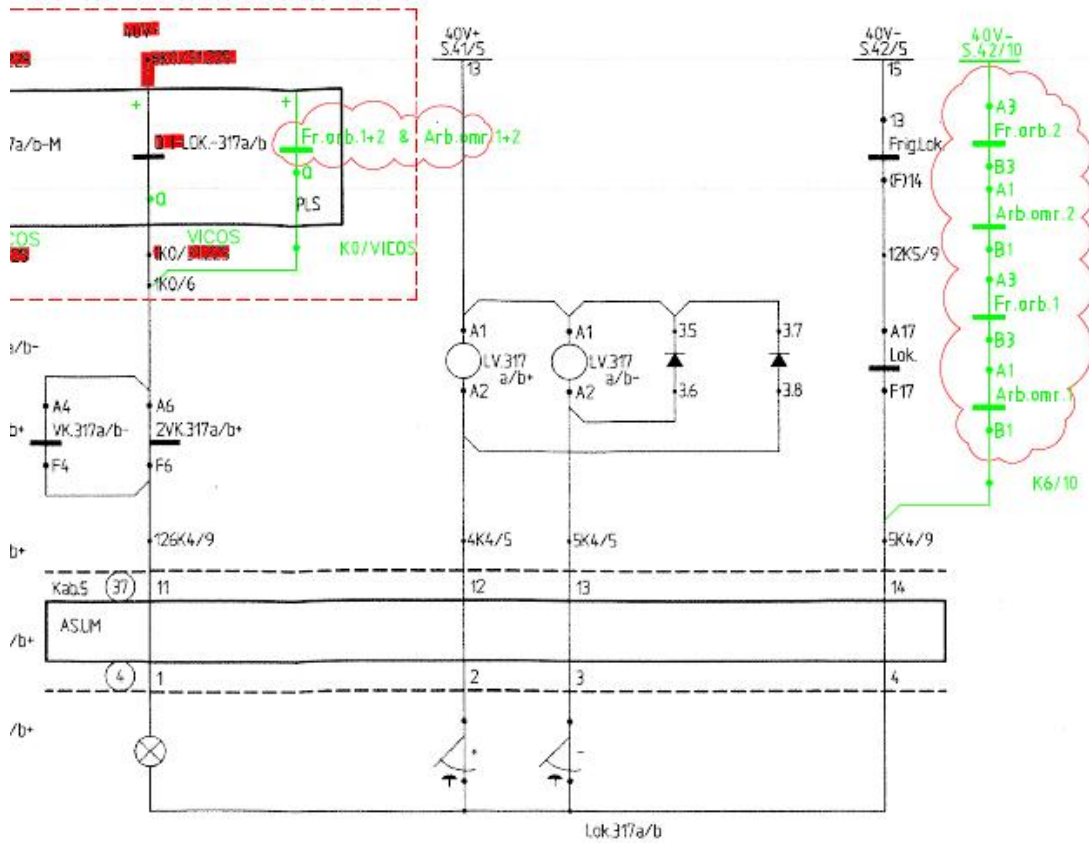 40V-
40V+
S.41/5
13
40V-
S.42/5
15
40V-
S.42/10
+
+
7a/b-M
LOK.-317a/b
Fr.arb.1+2 & Arb.omr.1+2
Q
Q
PLS
COS
VICOS
K0/VICOS
1K0/
1K0/6
13
Frig.Lok
(F)14
12K5/9
A17
Lok.
F17
A3
Fr.arb.2
B3
A1
Arb.omr.2
B1
A3
Fr.arb.1
B3
A1
Arb.omr.1
B1
K6/10
A1
LV.317
a/b+
A2
A1
LV.317
a/b-
A2
3.5
3.6
3.7
3.8
a/b-
A4
VK.317a/b-
F4
A6
2VK.317a/b+
F6
b+
b+
126K4/9
4K4/5
5K4/5
5K4/9
Kab.5
37
11
12
13
14
AS.UM
/b+
4
1
2
3
4
/b+
+
-
Lok.317a/b